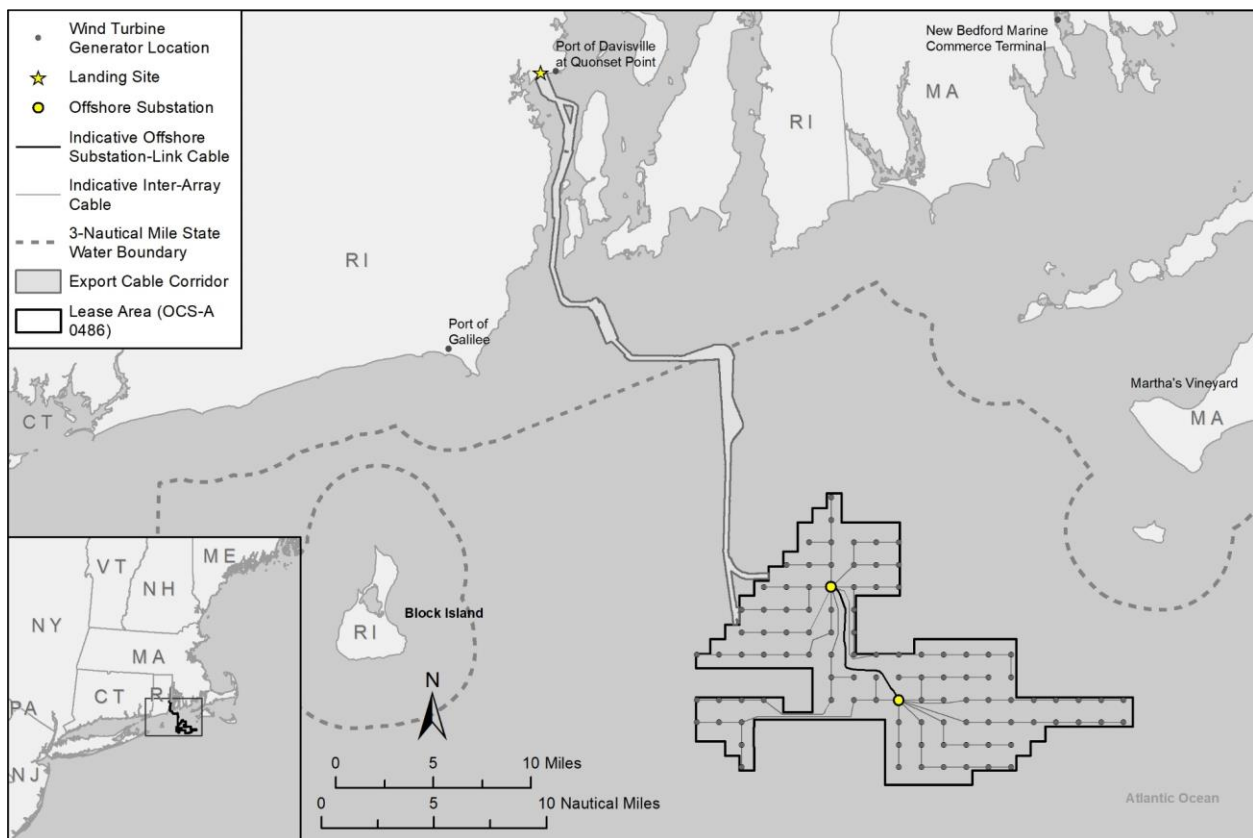 Wind Turbine
Generator Location
Landing Site
Offshore Substation
Indicative Offshore
Substation-Link Cable
Indicative Inter-Array
Cable
3-Nautical Mile State
Water Boundary
Export Cable Corridor
Lease Area (OCS-A
0486)
Port of Davisville
at Quonset Point
New Bedford Marine
Commerce Terminal
MA
RI
RI
Port of
Galilee
Martha's Vineyard
MA
CT
Block Island
RI
N
10 Miles
0 5
10 Nautical Miles
0 5
Atlantic Ocean
ME
VT
NH
NY
MA
CT
R
PA
NJ